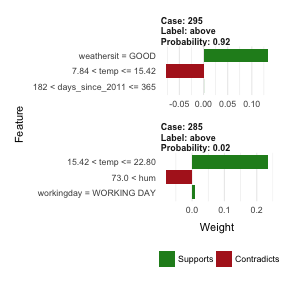 Case: 295
Label: above
Probability: 0.92
weathersit = GOOD
7.84 < temp <= 15.42
182 < days_since_2011 <= 365
-0.05 0.00 0.05 0.10
Feature
Case: 285
Label: above
Probability: 0.02
15.42 < temp <= 22.80
73.0 < hum
workingday = WORKING DAY
0.0 0.1 0.2
Weight
Supports Contradicts